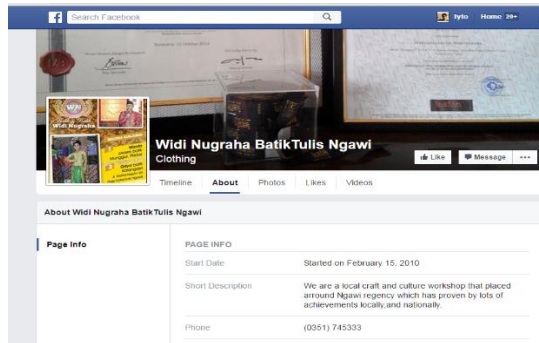 Search Facebook
tyto Home 20+
Widi Nugraha
Widi Nugraha BatikTulis Ngawi
Clothing
Like Message
Timeline About Photos Likes Videos
About Widi Nugraha BatikTulis Ngawi
Page Info
PAGE INFO
Start Date Started on February 15, 2010
Short Description We are a local craft and culture workshop that placed
arround Ngawi regency which has proven by lots of
achievements locally,and nationally.
Phone (0351) 745333